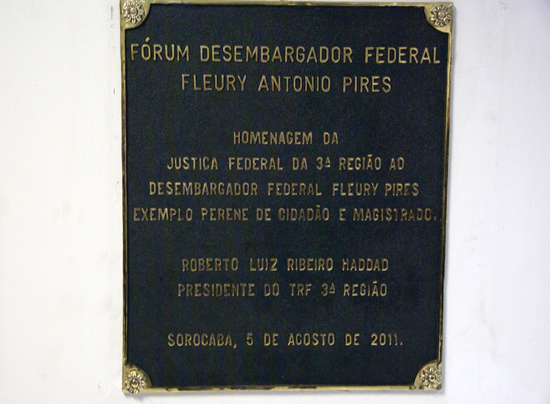 FÓRUM DESEMBARGADOR FEDERAL
FLEURY ANTONIO PIRES
HOMENAGEM DA
JUSTIÇA FEDERAL DA 3ª REGIÃO AO
DESEMBARGADOR FEDERAL FLEURY PIRES
EXEMPLO PERENE DE CIDADÃO E MAGISTRADO.
ROBERTO LUIZ RIBEIRO HADDAD
PRESIDENTE DO TRF 3ª REGIÃO
SOROCABA, 5 DE AGOSTO DE 2011.